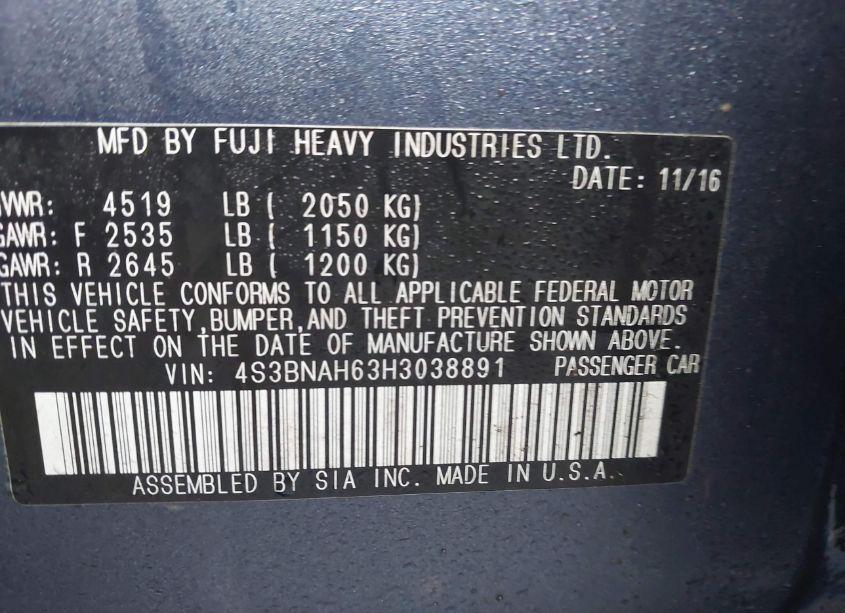 MFD BY FUJI HEAVY INDUSTRIES LTD.
DATE: 11/16
VWR: 4519 LB ( 2050 KG)
GAWR: F 2535 LB ( 1150 KG)
GAWR: R 2645 LB ( 1200 KG)
THIS VEHICLE CONFORMS TO ALL APPLICABLE FEDERAL MOTOR
VEHICLE SAFETY,BUMPER,AND THEFT PREVENTION STANDARDS
IN EFFECT ON THE DATE OF MANUFACTURE SHOWN ABOVE.
VIN: 4S3BNAH63H3038891 PASSENGER CAR
ASSEMBLED BY SIA INC. MADE IN U.S.A.